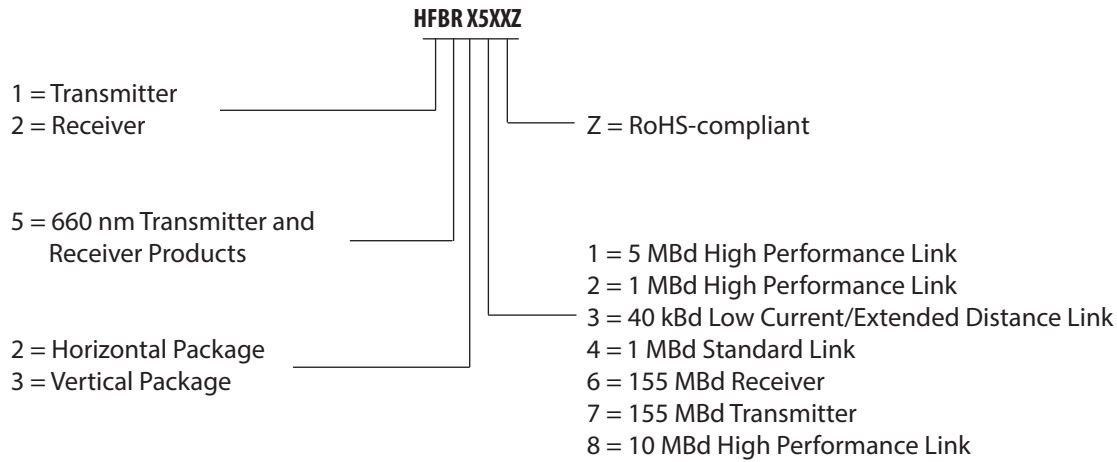 HFBR X5XXZ
1 = Transmitter
2 = Receiver
Z = RoHS-compliant
5 = 660 nm Transmitter and
Receiver Products
1 = 5 MBd High Performance Link
2 = 1 MBd High Performance Link
3 = 40 kBd Low Current/Extended Distance Link
4 = 1 MBd Standard Link
6 = 155 MBd Receiver
7 = 155 MBd Transmitter
8 = 10 MBd High Performance Link
2 = Horizontal Package
3 = Vertical Package